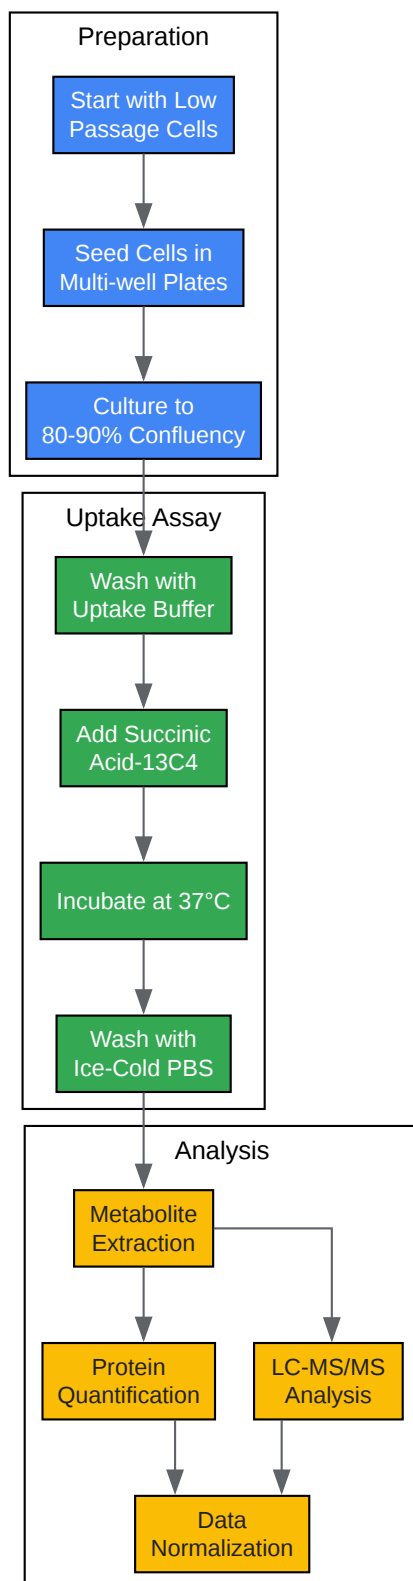 Preparation
Start with Low
Passage Cells
Seed Cells in
Multi-well Plates
Culture to
80-90% Confluency
Uptake Assay
Wash with
Uptake Buffer
Add Succinic
Acid-13C4
Incubate at 37°C
Wash with
Ice-Cold PBS
Analysis
Metabolite
Extraction
Protein
Quantification
LC-MS/MS
Analysis
Data
Normalization